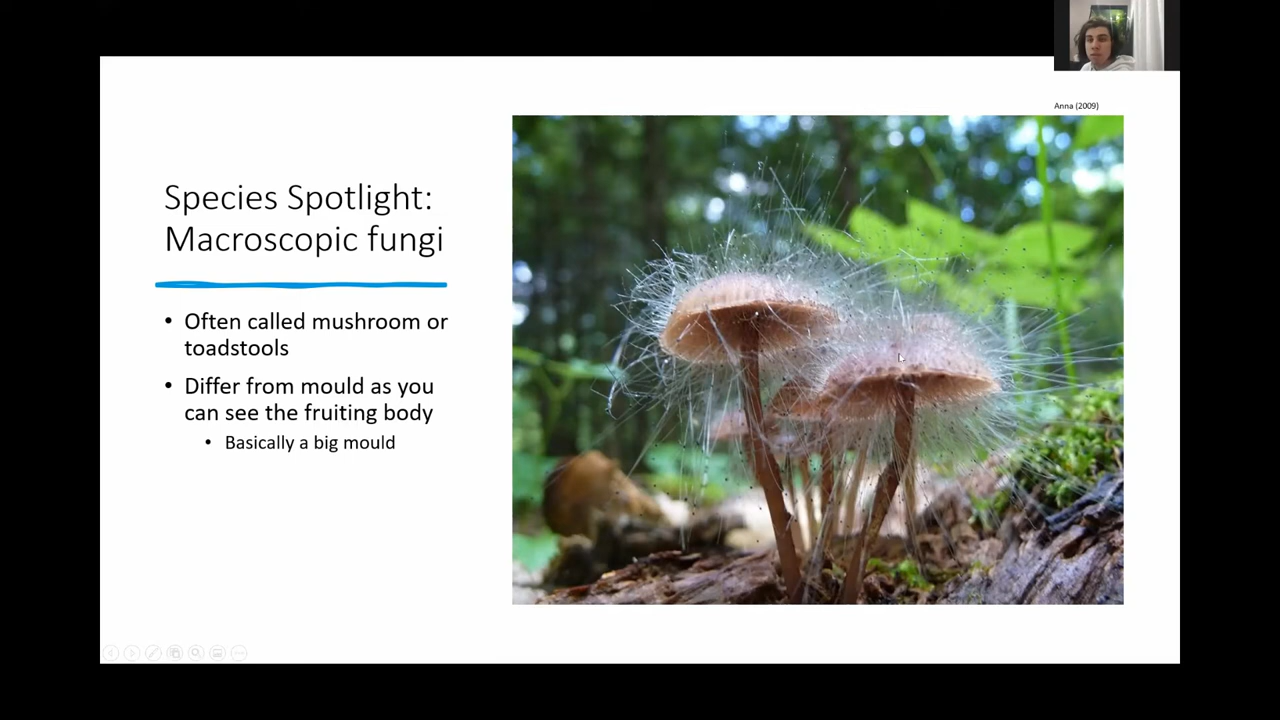 Anna (2009)
Species Spotlight:
Macroscopic fungi
• Often called mushroom or
toadstools
• Differ from mould as you
can see the fruiting body
• Basically a big mould